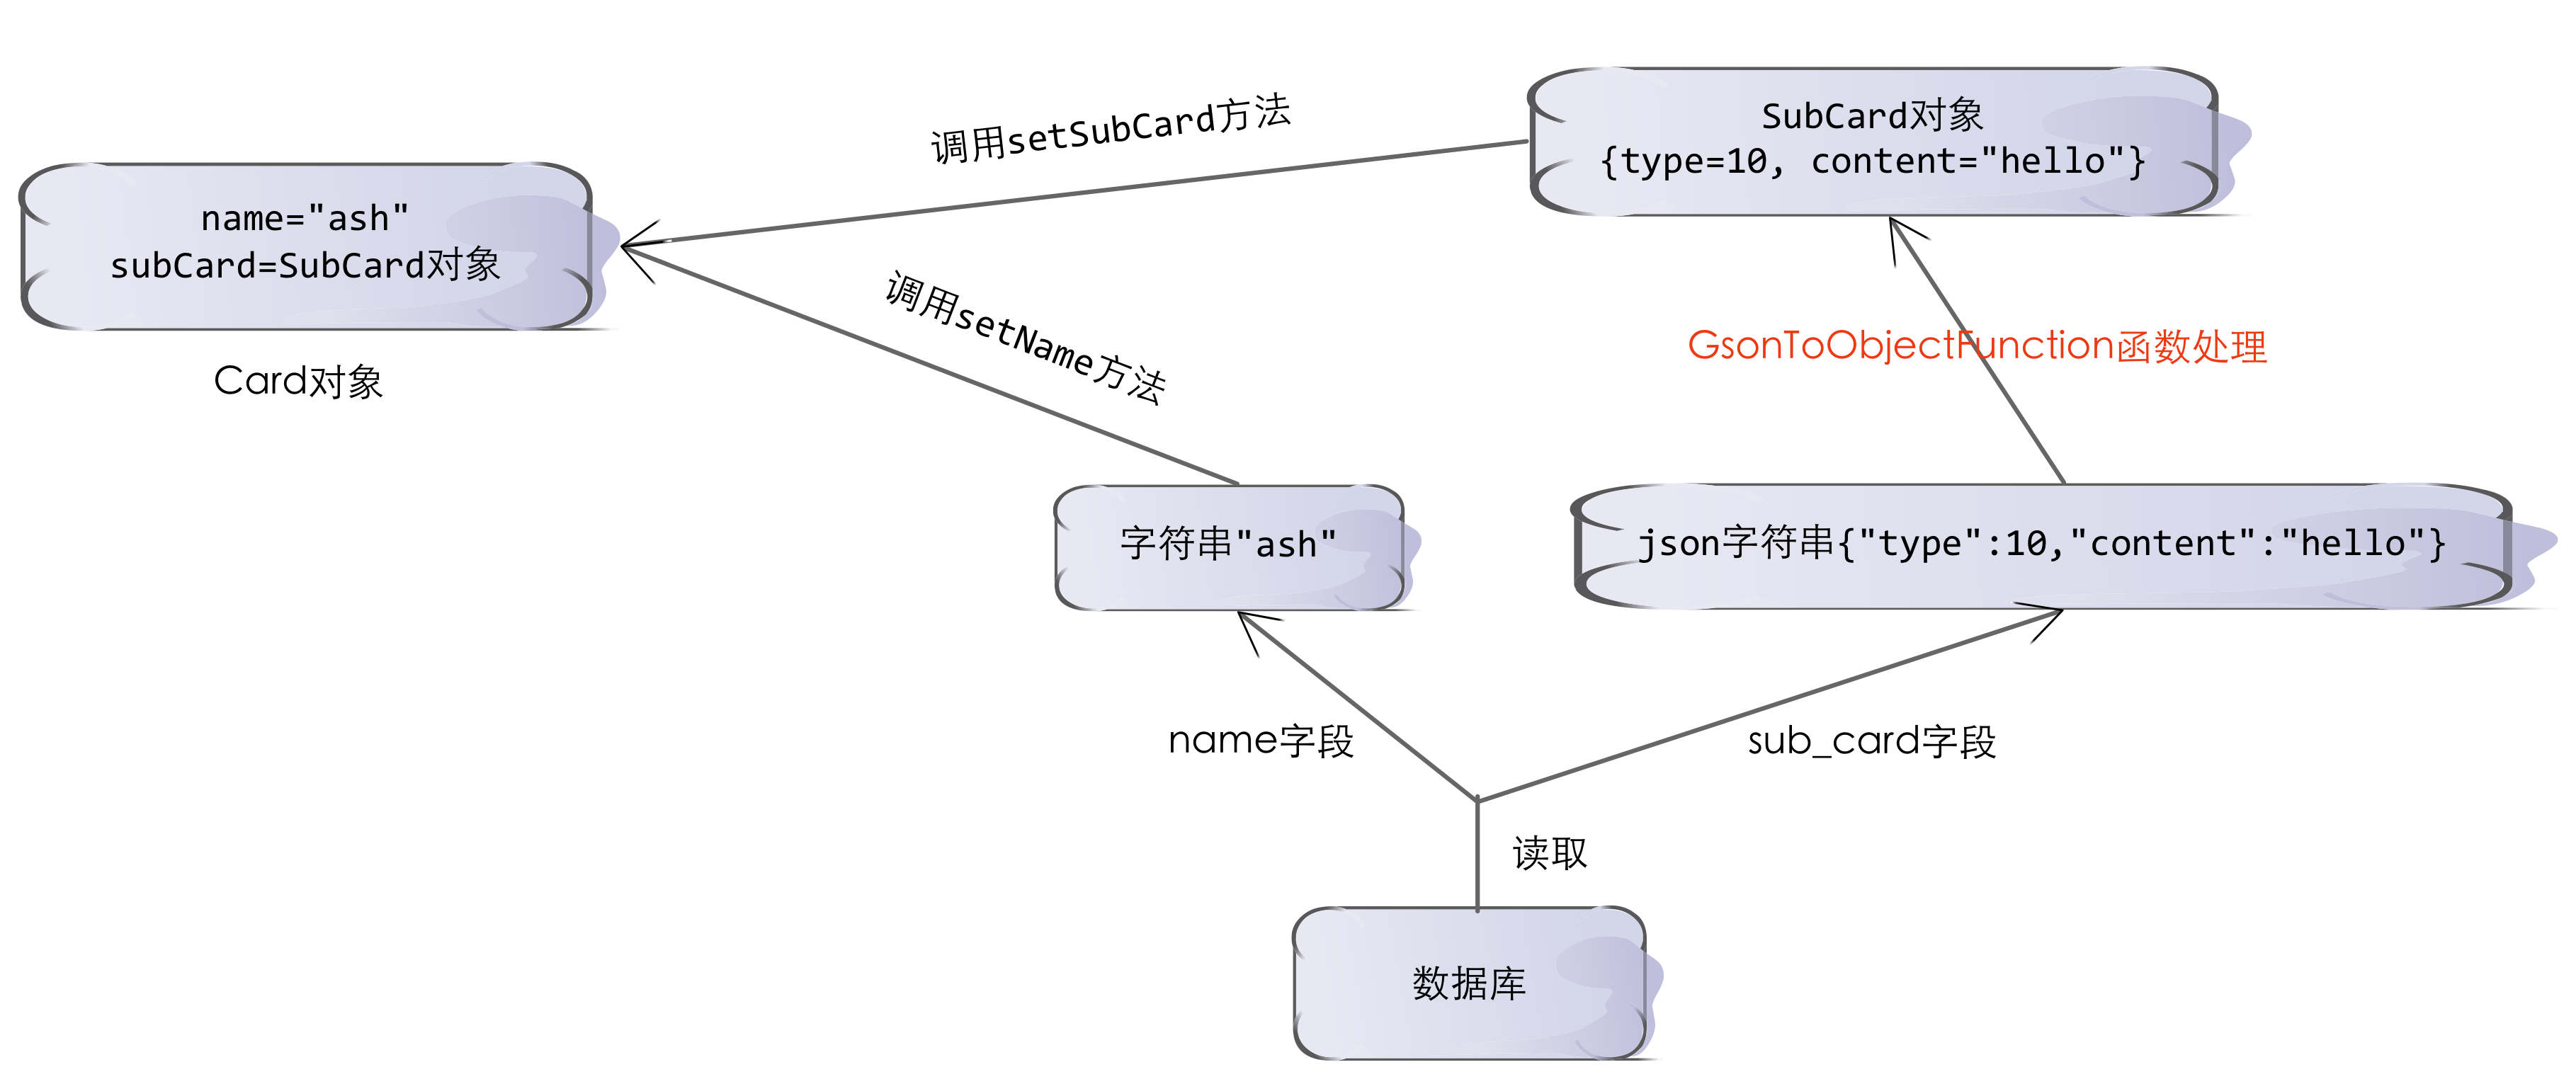 调用setSubCard方法
SubCard对象
{type=10, content="hello"}
name="ash"
subCard=SubCard对象
Card对象
调用setName方法
GsonToObjectFunction函数处理
字符串"ash"
json字符串{"type":10,"content":"hello"}
name字段
sub_card字段
读取
数据库